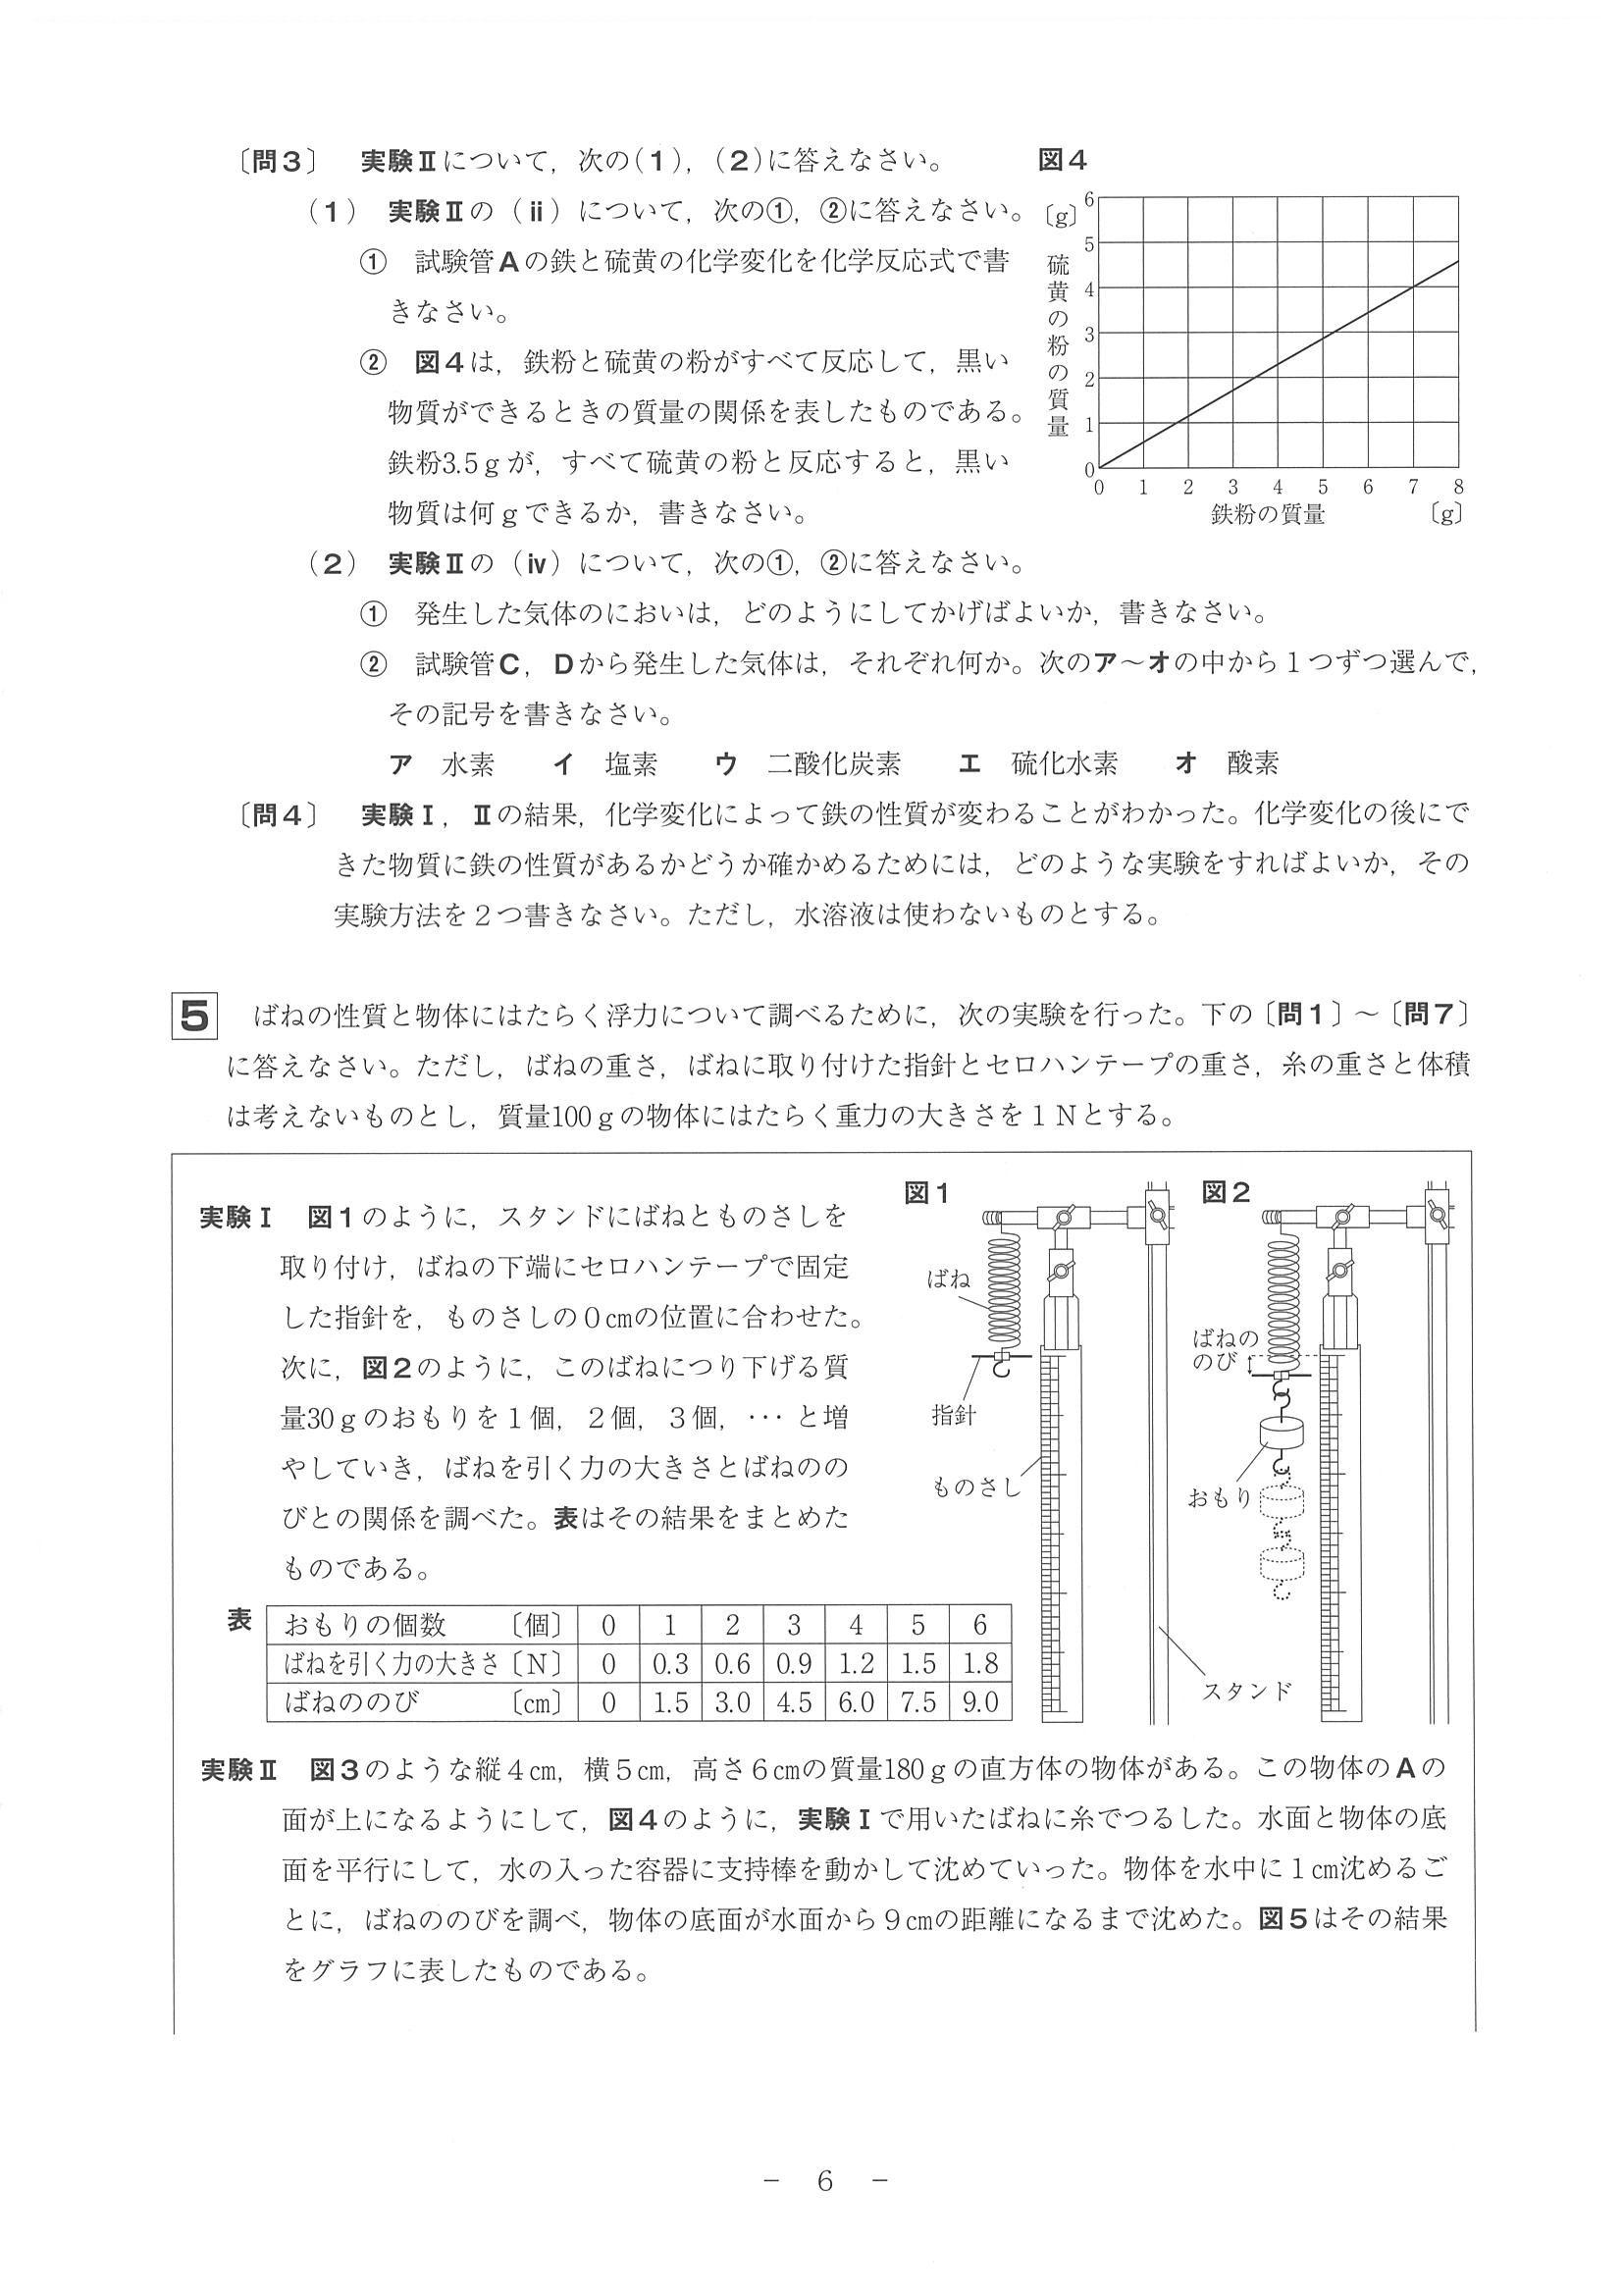 〔問3〕　実験Ⅱについて，次の(1)，(2)に答えなさい。
(1)　実験Ⅱの（ⅱ）について，次の①，②に答えなさい。
①　試験管Aの鉄と硫黄の化学変化を化学反応式で書
きなさい。
②　図4は，鉄粉と硫黄の粉がすべて反応して，黒い
物質ができるときの質量の関係を表したものである。
鉄粉3.5gが，すべて硫黄の粉と反応すると，黒い
物質は何gできるか，書きなさい。
図4
〔g〕
硫黄の粉の質量
6
5
4
3
2
1
0
0 1 2 3 4 5 6 7 8
鉄粉の質量　〔g〕
(2)　実験Ⅱの（ⅳ）について，次の①，②に答えなさい。
①　発生した気体のにおいは，どのようにしてかげばよいか，書きなさい。
②　試験管C，Dから発生した気体は，それぞれ何か。次のア～オの中から1つずつ選んで，
その記号を書きなさい。
ア　水素　　イ　塩素　　ウ　二酸化炭素　　エ　硫化水素　　オ　酸素
〔問4〕　実験Ⅰ，Ⅱの結果，化学変化によって鉄の性質が変わることがわかった。化学変化の後にで
きた物質に鉄の性質があるかどうか確かめるためには，どのような実験をすればよいか，その
実験方法を2つ書きなさい。ただし，水溶液は使わないものとする。
5　ばねの性質と物体にはたらく浮力について調べるために，次の実験を行った。下の〔問1〕～〔問7〕
に答えなさい。ただし，ばねの重さ，ばねに取り付けた指針とセロハンテープの重さ，糸の重さと体積
は考えないものとし，質量100gの物体にはたらく重力の大きさを1Nとする。
実験Ⅰ　図1のように，スタンドにばねとものさしを
取り付け，ばねの下端にセロハンテープで固定
した指針を，ものさしの0cmの位置に合わせた。
次に，図2のように，このばねにつり下げる質
量30gのおもりを1個，2個，3個，…と増
やしていき，ばねを引く力の大きさとばねのの
びとの関係を調べた。表はその結果をまとめた
ものである。
図1
ばね
指針
ものさし
図2
ばねの
のび
おもり
スタンド
表
おもりの個数　〔個〕 0 1 2 3 4 5 6
ばねを引く力の大きさ〔N〕 0 0.3 0.6 0.9 1.2 1.5 1.8
ばねののび　〔cm〕 0 1.5 3.0 4.5 6.0 7.5 9.0
実験Ⅱ　図3のような縦4cm，横5cm，高さ6cmの質量180gの直方体の物体がある。この物体のAの
面が上になるようにして，図4のように，実験Ⅰで用いたばねに糸でつるした。水面と物体の底
面を平行にして，水の入った容器に支持棒を動かして沈めていった。物体を水中に1cm沈めるご
とに，ばねののびを調べ，物体の底面が水面から9cmの距離になるまで沈めた。図5はその結果
をグラフに表したものである。
－　6　－